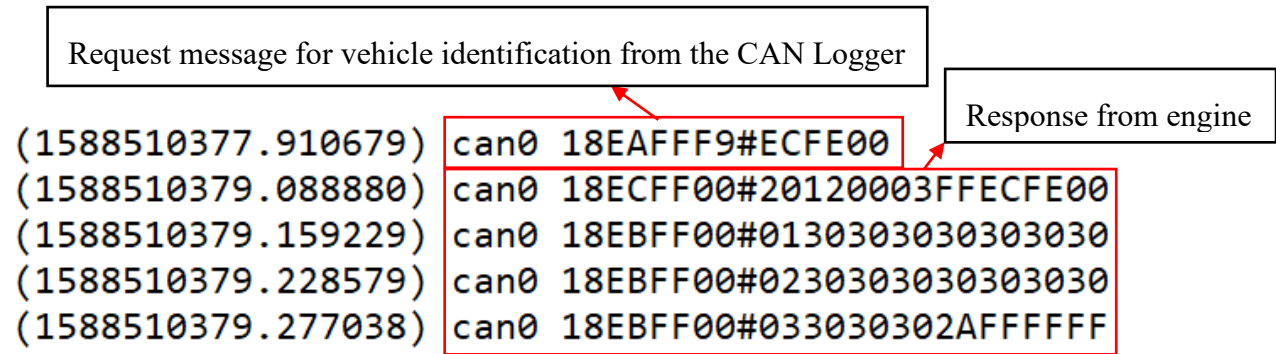 Request message for vehicle identification from the CAN Logger
Response from engine
(1588510377.910679) can0 18EAFFF9#ECFE00
(1588510379.088880) can0 18ECFF00#20120003FFECFE00
(1588510379.159229) can0 18EBFF00#0130303030303030
(1588510379.228579) can0 18EBFF00#0230303030303030
(1588510379.277038) can0 18EBFF00#033030302AFFFFFF